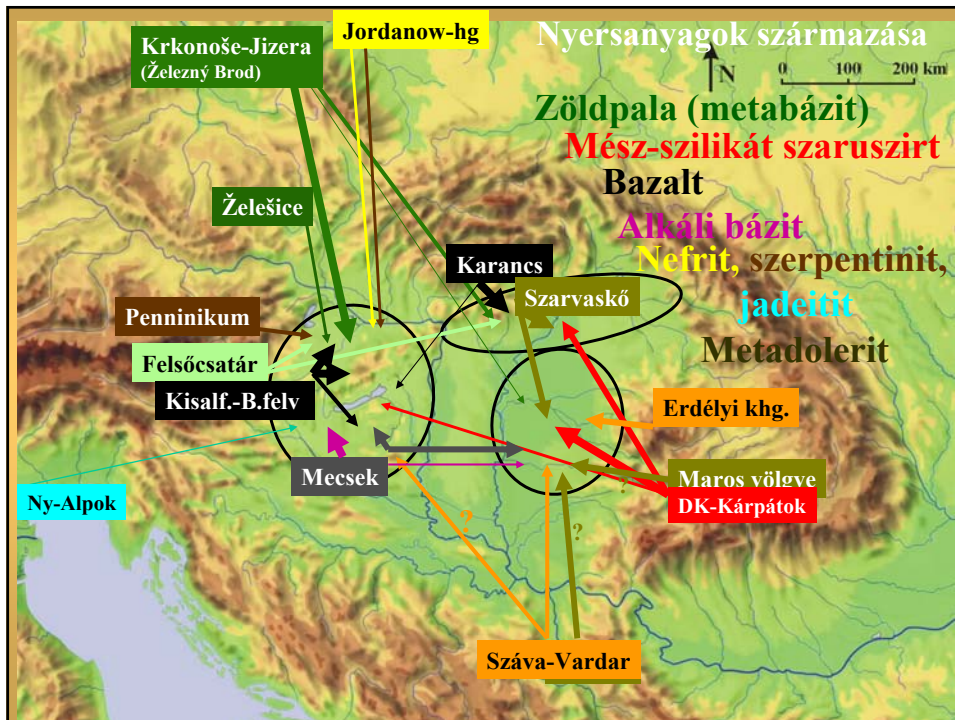 Nyersanyagok származása
N
0 100 200 km
Krkonoše-Jizera
(Železný Brod)
Jordanow-hg
Zöldpala (metabázit)
Mész-szilikát szaruszirt
Bazalt
Alkáli bázit
Nefrit, szerpentinit,
jadeitit
Metadolerit
Želešice
Karancs
Szarvaskő
Penninikum
Felsőcsatár
Kisalf.-B.felv
Erdélyi khg.
Mecsek
Maros völgye
Ny-Alpok
DK-Kárpátok
?
?
?
Száva-Vardar